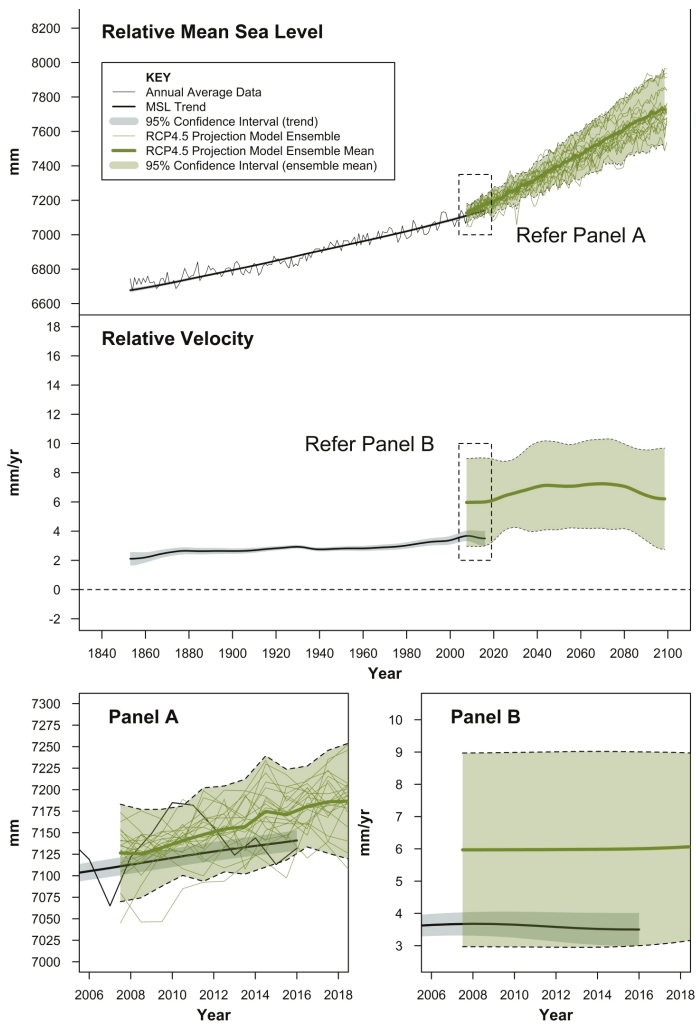 Relative Mean Sea Level
8200
8000
7800
7600
7400
7200
7000
6800
6600
mm
KEY
Annual Average Data
MSL Trend
95% Confidence Interval (trend)
RCP4.5 Projection Model Ensemble
RCP4.5 Projection Model Ensemble Mean
95% Confidence Interval (ensemble mean)
Refer Panel A
Relative Velocity
18
16
14
12
10
8
6
4
2
0
-2
mm/yr
Refer Panel B
1840 1860 1880 1900 1920 1940 1960 1980 2000 2020 2040 2060 2080 2100
Year
Panel A
7300
7250
7225
7200
7175
7150
7125
7100
7075
7050
7025
7000
mm
2006 2008 2010 2012 2014 2016 2018
Year
Panel B
10
9
8
7
6
5
4
3
mm/yr
2006 2008 2010 2012 2014 2016 2018
Year